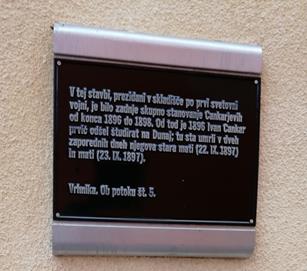 V tej stavbi, prezidani v skladišče po prvi svetovni
vojni, je bilo zadnje skupno stanovanje Cankarjevih
od konca 1896 do 1898. Od tod je 1896 Ivan Cankar
prvič odšel študirat na Dunaj; tu sta umrli v dveh
zaporednih dneh njegova stara mati (22. IX. 1897)
in mati (23. IX. 1897).
Vrhnika. Ob potoku št. 5.